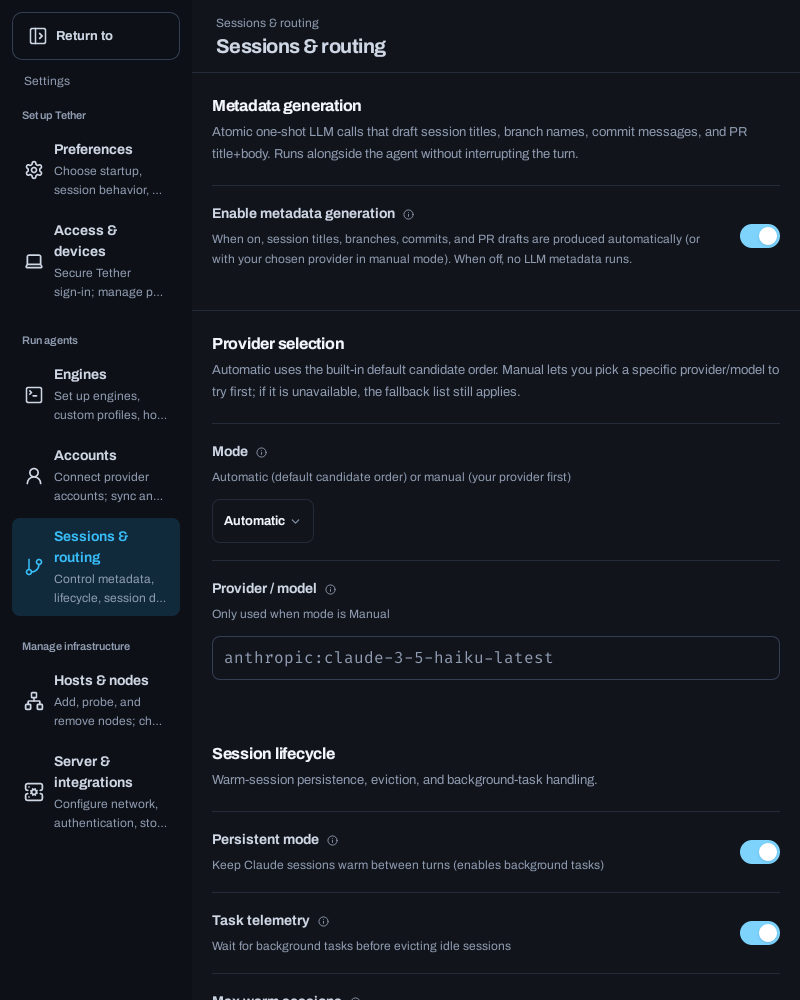 Return to
Settings
Set up Tether
Preferences
Choose startup,
session behavior, ...
Access &
devices
Secure Tether
sign-in; manage p...
Run agents
Engines
Set up engines,
custom profiles, ho...
Accounts
Connect provider
accounts; sync an...
Sessions &
routing
Control metadata,
lifecycle, session d...
Manage infrastructure
Hosts & nodes
Add, probe, and
remove nodes; ch...
Server &
integrations
Configure network,
authentication, sto...
Sessions & routing
Sessions & routing
Metadata generation
Atomic one-shot LLM calls that draft session titles, branch names, commit messages, and PR
title+body. Runs alongside the agent without interrupting the turn.
Enable metadata generation
When on, session titles, branches, commits, and PR drafts are produced automatically (or
with your chosen provider in manual mode). When off, no LLM metadata runs.
Provider selection
Automatic uses the built-in default candidate order. Manual lets you pick a specific provider/model to
try first; if it is unavailable, the fallback list still applies.
Mode
Automatic (default candidate order) or manual (your provider first)
Automatic
Provider / model
Only used when mode is Manual
anthropic:claude-3-5-haiku-latest
Session lifecycle
Warm-session persistence, eviction, and background-task handling.
Persistent mode
Keep Claude sessions warm between turns (enables background tasks)
Task telemetry
Wait for background tasks before evicting idle sessions
Max warm sessions